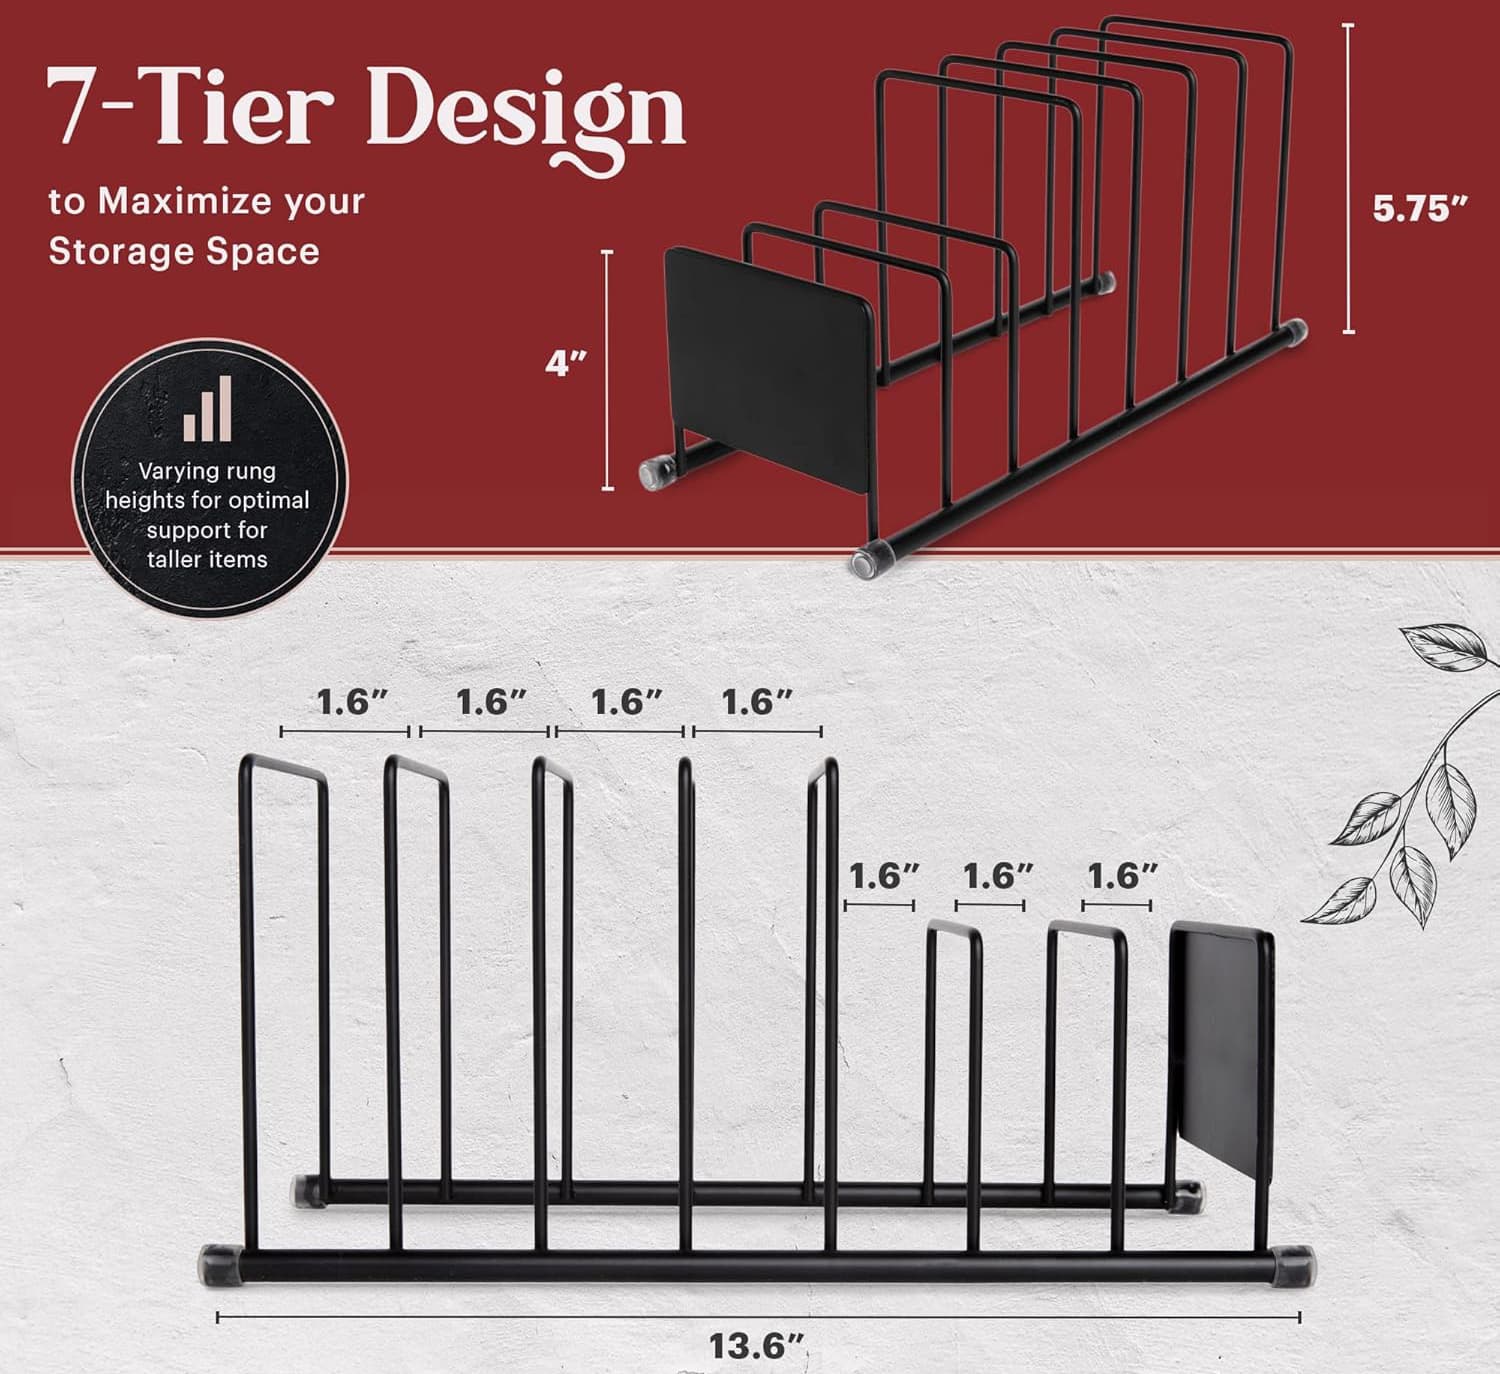 7-Tier Design
to Maximize your
Storage Space
5.75”
4”
Varying rung
heights for optimal
support for
taller items
1.6”
1.6”
1.6”
1.6”
1.6”
1.6”
1.6”
13.6”